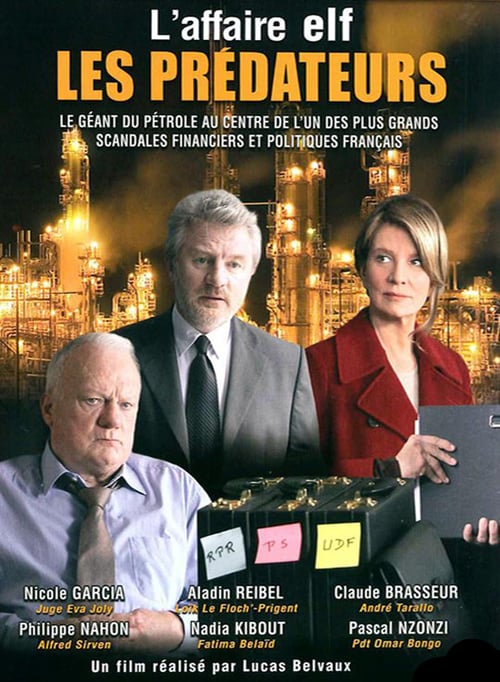 L'affaire elf
LES PRÉDATEURS
LE GÉANT DU PÉTROLE AU CENTRE DE L'UN DES PLUS GRANDS
SCANDALES FINANCIERS ET POLITIQUES FRANÇAIS
RPR PS UDF
Nicole GARCIA Aladin REIBEL Claude BRASSEUR
Juge Eva Joly Loïk Le Floch'-Prigent André Tarallo
Philippe NAHON Nadia KIBOUT Pascal NZONZI
Alfred Sirven Fatima Belaïd Pdt Omar Bongo
Un film réalisé par Lucas Belvaux